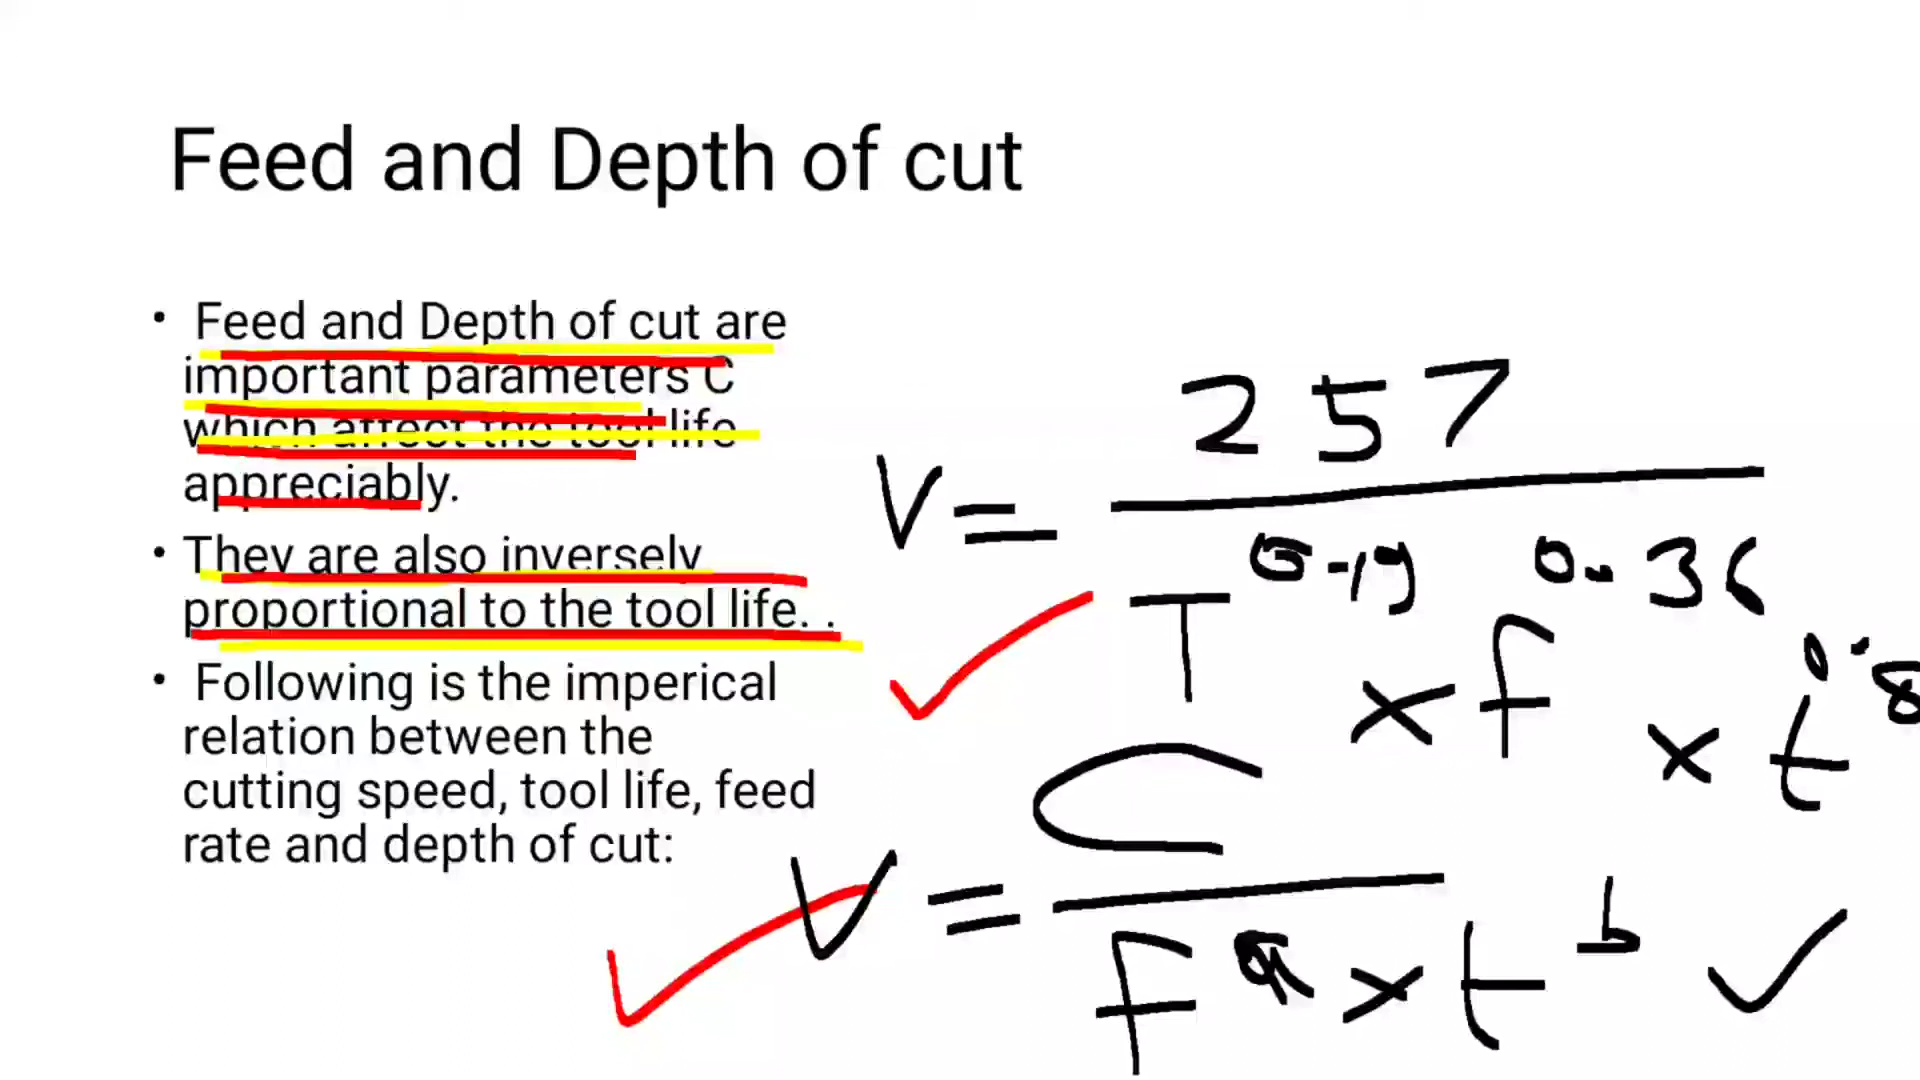 Feed and Depth of cut
• Feed and Depth of cut are
important parameters C
which affect the tool life
appreciably.
• They are also inversely
proportional to the tool life. .
• Following is the imperical
relation between the
cutting speed, tool life, feed
rate and depth of cut:
257
V =
T^0.19 x f^0.36 x t^0.8
C
V =
f^a x t^b